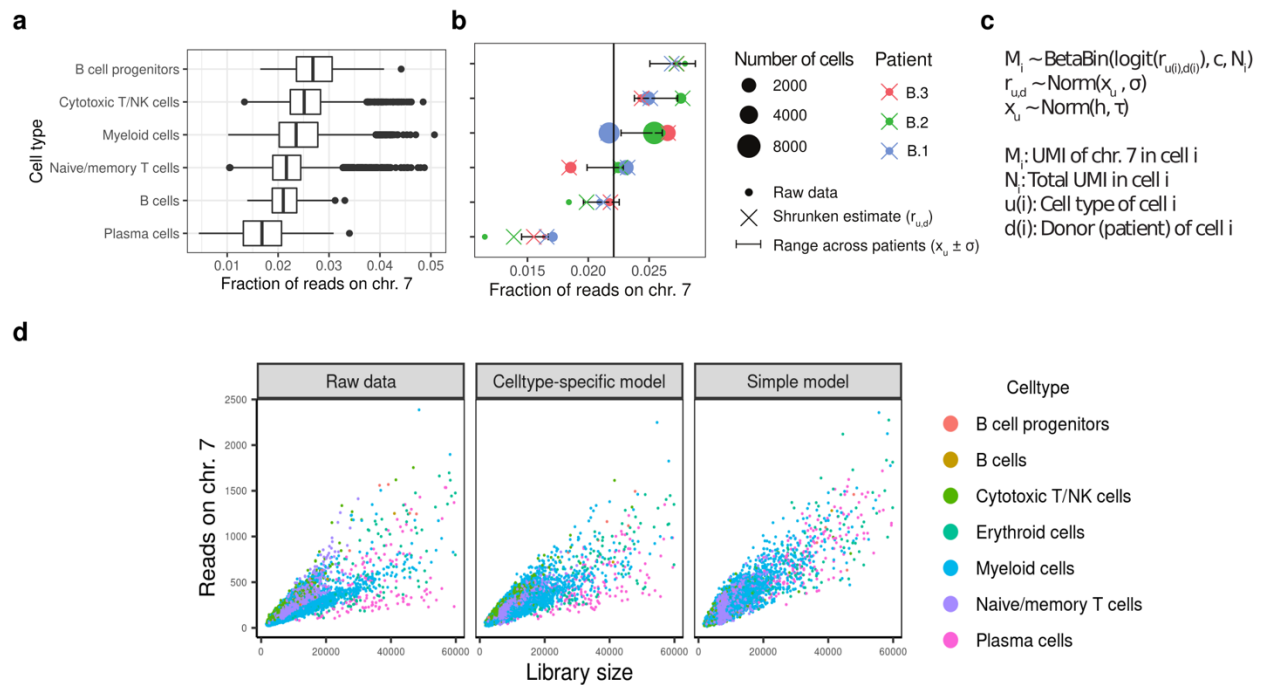 a
Cell type
B cell progenitors
Cytotoxic T/NK cells
Myeloid cells
Naive/memory T cells
B cells
Plasma cells
0.01 0.02 0.03 0.04 0.05
Fraction of reads on chr. 7
b
0.015 0.020 0.025
Fraction of reads on chr. 7
Number of cells
2000
4000
8000
Patient
B.3
B.2
B.1
Raw data
Shrunken estimate (r_u,d)
Range across patients (x_u ± σ)
c
M_i ~BetaBin(logit(r_u(i),d(i)), c, N_i)
r_u,d ~Norm(x_u , σ)
x_u ~Norm(h, τ)
M_i: UMI of chr. 7 in cell i
N_i: Total UMI in cell i
u(i): Cell type of cell i
d(i): Donor (patient) of cell i
d
Raw data
Celltype-specific model
Simple model
Reads on chr. 7
2500
2000
1500
1000
500
0
0 20000 40000 60000
0 20000 40000 60000
0 20000 40000 60000
Library size
Celltype
B cell progenitors
B cells
Cytotoxic T/NK cells
Erythroid cells
Myeloid cells
Naive/memory T cells
Plasma cells